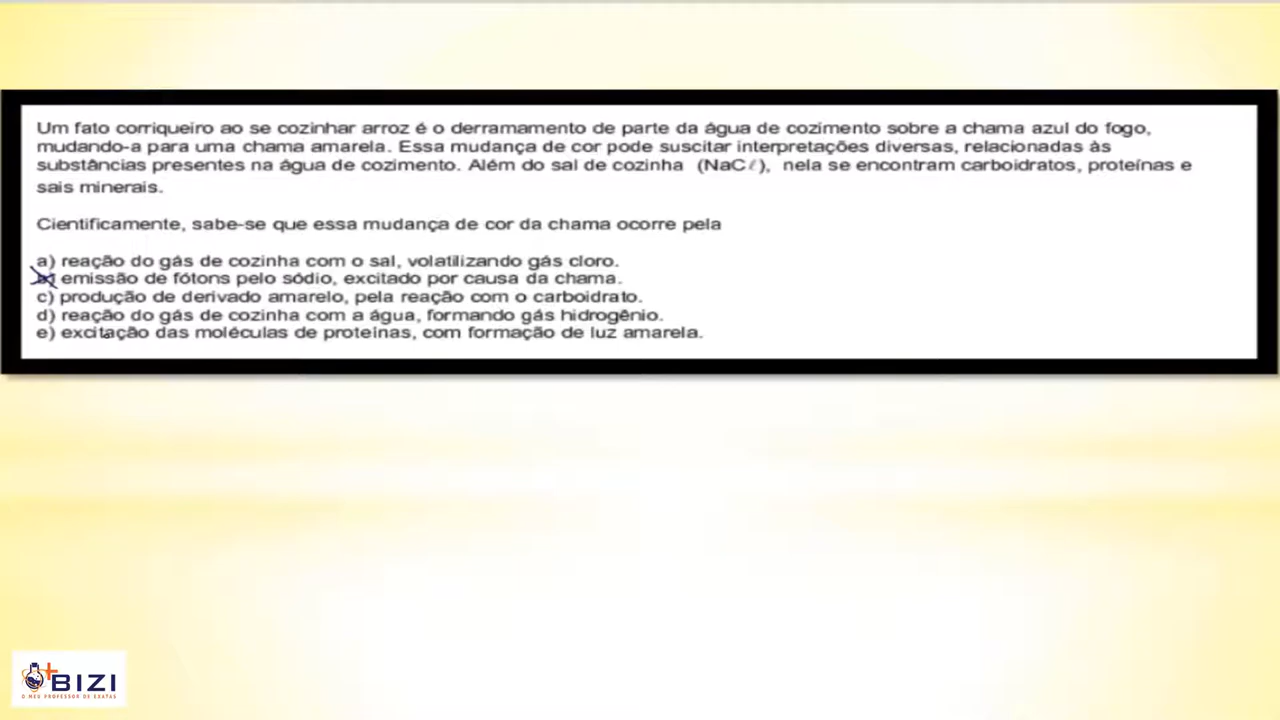 Um fato corriqueiro ao se cozinhar arroz é o derramamento de parte da água de cozimento sobre a chama azul do fogo,
mudando-a para uma chama amarela. Essa mudança de cor pode suscitar interpretações diversas, relacionadas às
substâncias presentes na água de cozimento. Além do sal de cozinha (NaCℓ), nela se encontram carboidratos, proteínas e
sais minerais.
Cientificamente, sabe-se que essa mudança de cor da chama ocorre pela
a) reação do gás de cozinha com o sal, volatilizando gás cloro.
b) emissão de fótons pelo sódio, excitado por causa da chama.
c) produção de derivado amarelo, pela reação com o carboidrato.
d) reação do gás de cozinha com a água, formando gás hidrogênio.
e) excitação das moléculas de proteínas, com formação de luz amarela.
BIZI
O MEU PROFESSOR DE EXATAS